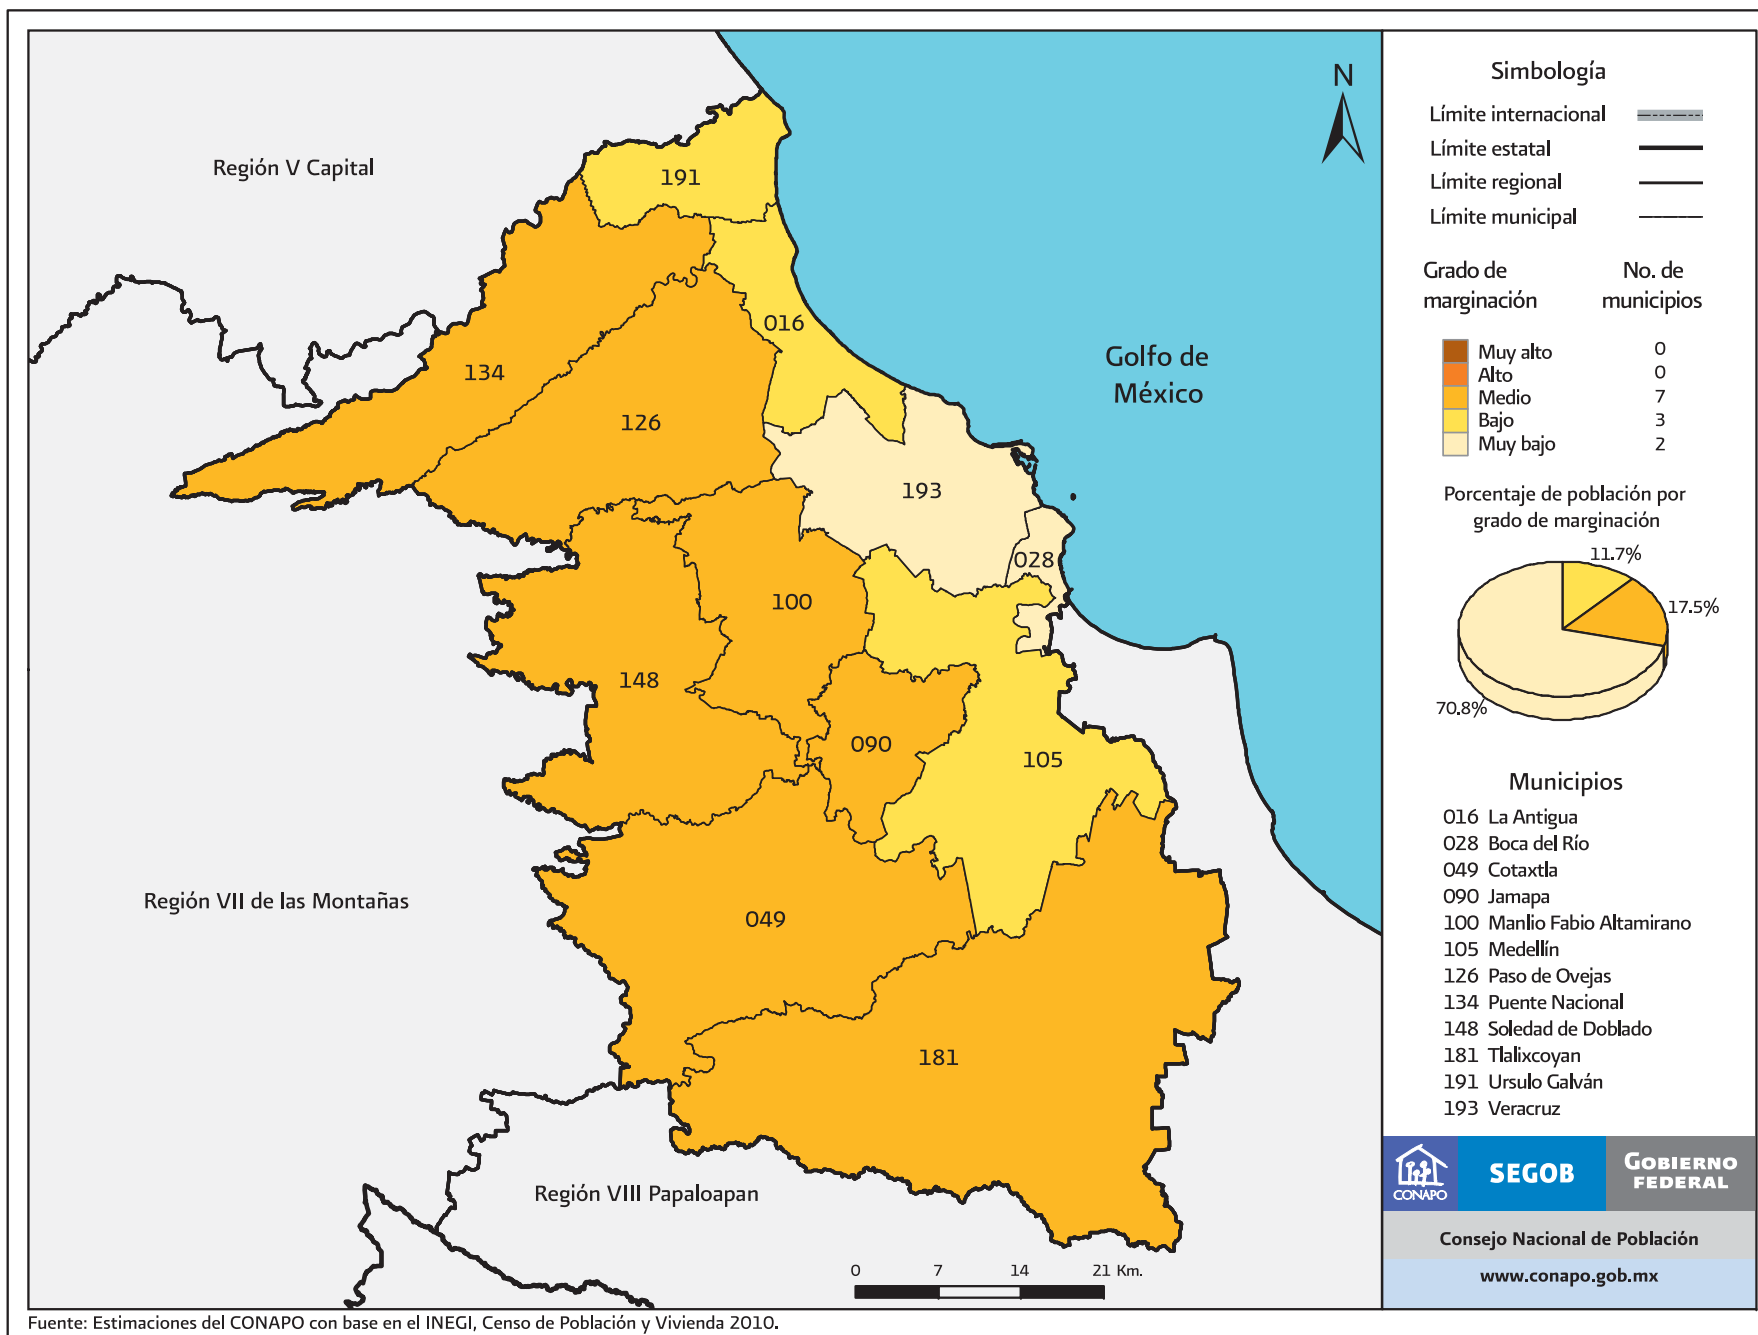 Región V Capital
191
016
134
126
193
028
100
148
090
105
049
181
Golfo de
México
N
Región VII de las Montañas
Región VIII Papaloapan
0 7 14 21 Km.
Simbología
Límite internacional
Límite estatal
Límite regional
Límite municipal
Grado de No. de
marginación municipios
Muy alto 0
Alto 0
Medio 7
Bajo 3
Muy bajo 2
Porcentaje de población por
grado de marginación
11.7%
17.5%
70.8%
Municipios
016 La Antigua
028 Boca del Río
049 Cotaxtla
090 Jamapa
100 Manlio Fabio Altamirano
105 Medellín
126 Paso de Ovejas
134 Puente Nacional
148 Soledad de Doblado
181 Tlalixcoyan
191 Ursulo Galván
193 Veracruz
CONAPO
SEGOB
GOBIERNO
FEDERAL
Consejo Nacional de Población
www.conapo.gob.mx
Fuente: Estimaciones del CONAPO con base en el INEGI, Censo de Población y Vivienda 2010.